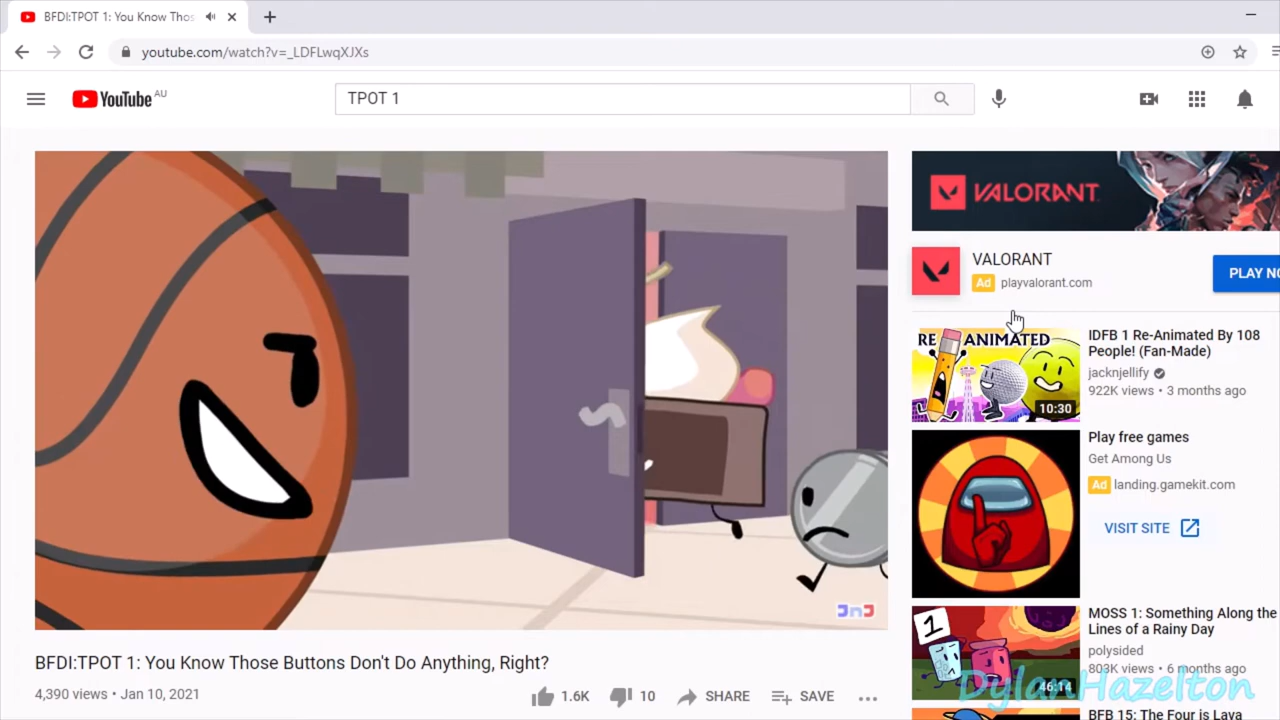 BFDI:TPOT 1: You Know Thos
youtube.com/watch?v=_LDFLwqXJXs
YouTube AU
TPOT 1
VALORANT
VALORANT
Ad playvalorant.com
PLAY NO
RE ANIMATED
10:30
IDFB 1 Re-Animated By 108
People! (Fan-Made)
jacknjellify
922K views • 3 months ago
Play free games
Get Among Us
Ad landing.gamekit.com
VISIT SITE
1
46:14
MOSS 1: Something Along the
Lines of a Rainy Day
polysided
803K views • 6 months ago
BFB 15: The Four is Lava
BFDI:TPOT 1: You Know Those Buttons Don't Do Anything, Right?
4,390 views • Jan 10, 2021
1.6K
10
SHARE
SAVE
DylanHazelton